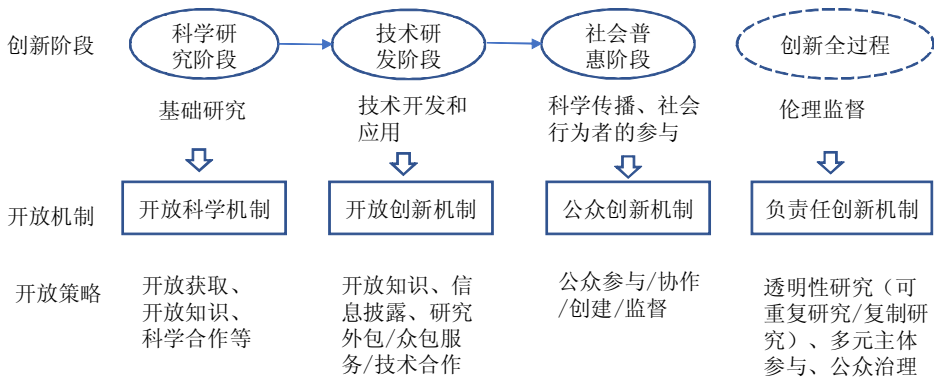 创新阶段
科学研
究阶段
技术研
发阶段
社会普
惠阶段
创新全过程
基础研究
技术开发和
应用
科学传播、社会
行为者的参与
伦理监督
开放机制
开放科学机制
开放创新机制
公众创新机制
负责任创新机制
开放策略
开放获取、
开放知识、
科学合作等
开放知识、信
息披露、研究
外包/众包服
务/技术合作
公众参与/协作
/创建/监督
透明性研究（可
重复研究/复制研
究）、多元主体
参与、公众治理